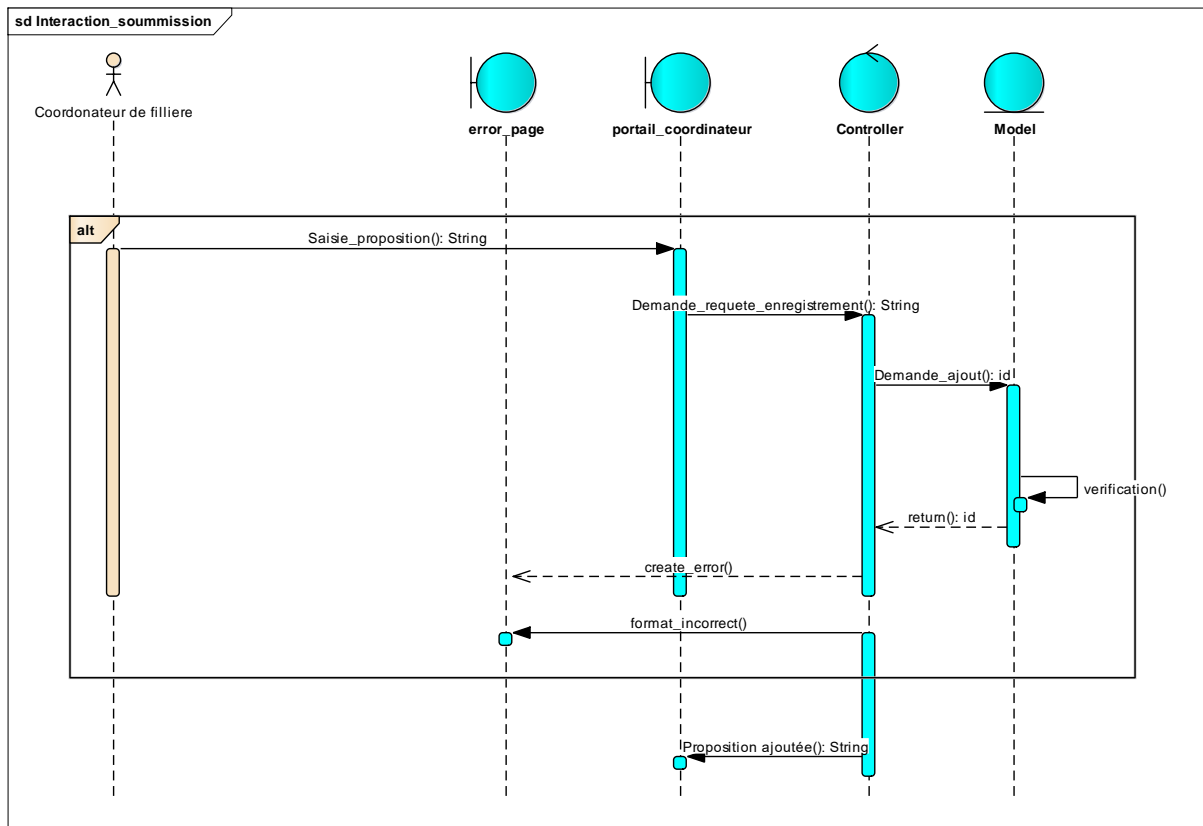 sd Interaction_soummission
Coordonateur de filliere
error_page
portail_coordinateur
Controller
Model
alt
Saisie_proposition(): String
Demande_requete_enregistrement(): String
Demande_ajout(): id
verification()
return(): id
create_error()
format_incorrect()
Proposition ajoutée(): String